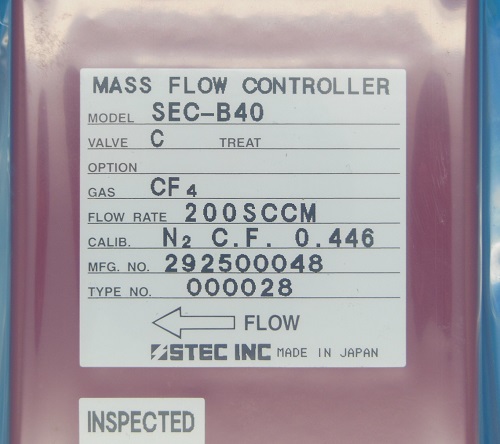 MASS FLOW CONTROLLER
MODEL SEC-B40
VALVE C TREAT
OPTION
GAS CF4
FLOW RATE 200SCCM
CALIB. N2 C.F. 0.446
MFG. NO. 292500048
TYPE NO. 000028
FLOW
STEC INC MADE IN JAPAN
INSPECTED